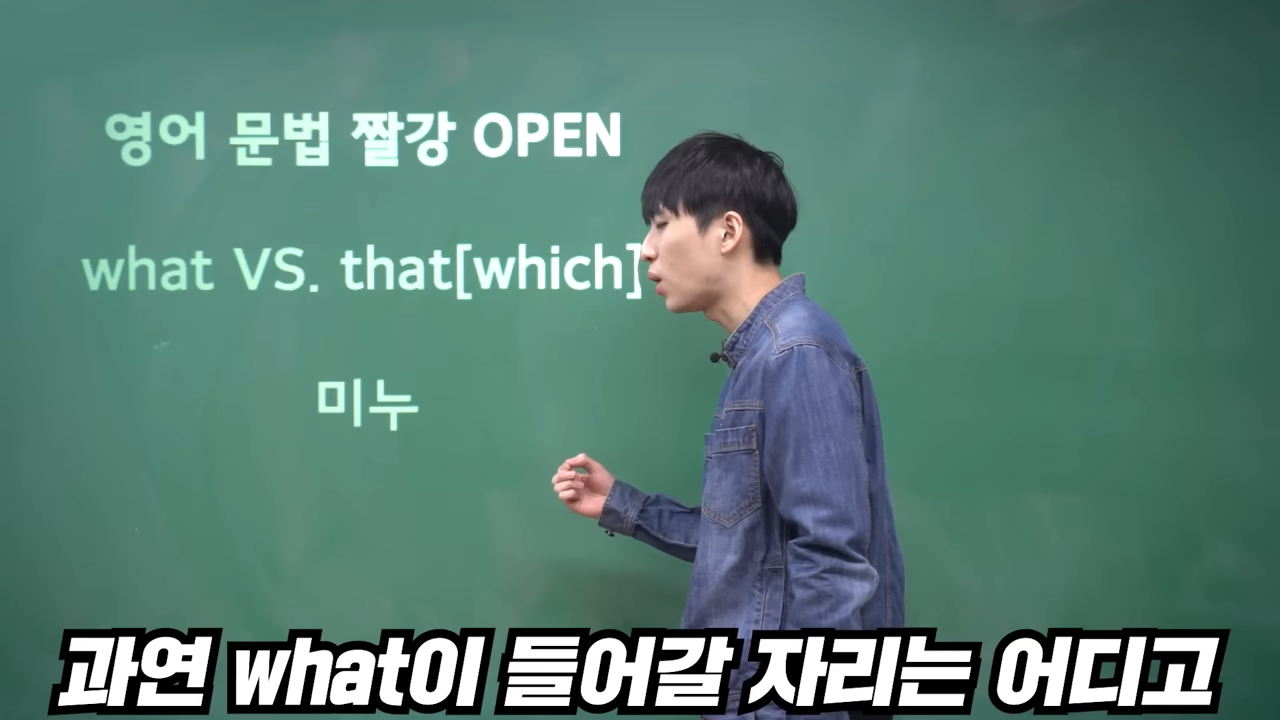 영어 문법 짤강 OPEN
what VS. that[which]
미누
과연 what이 들어갈 자리는 어디고